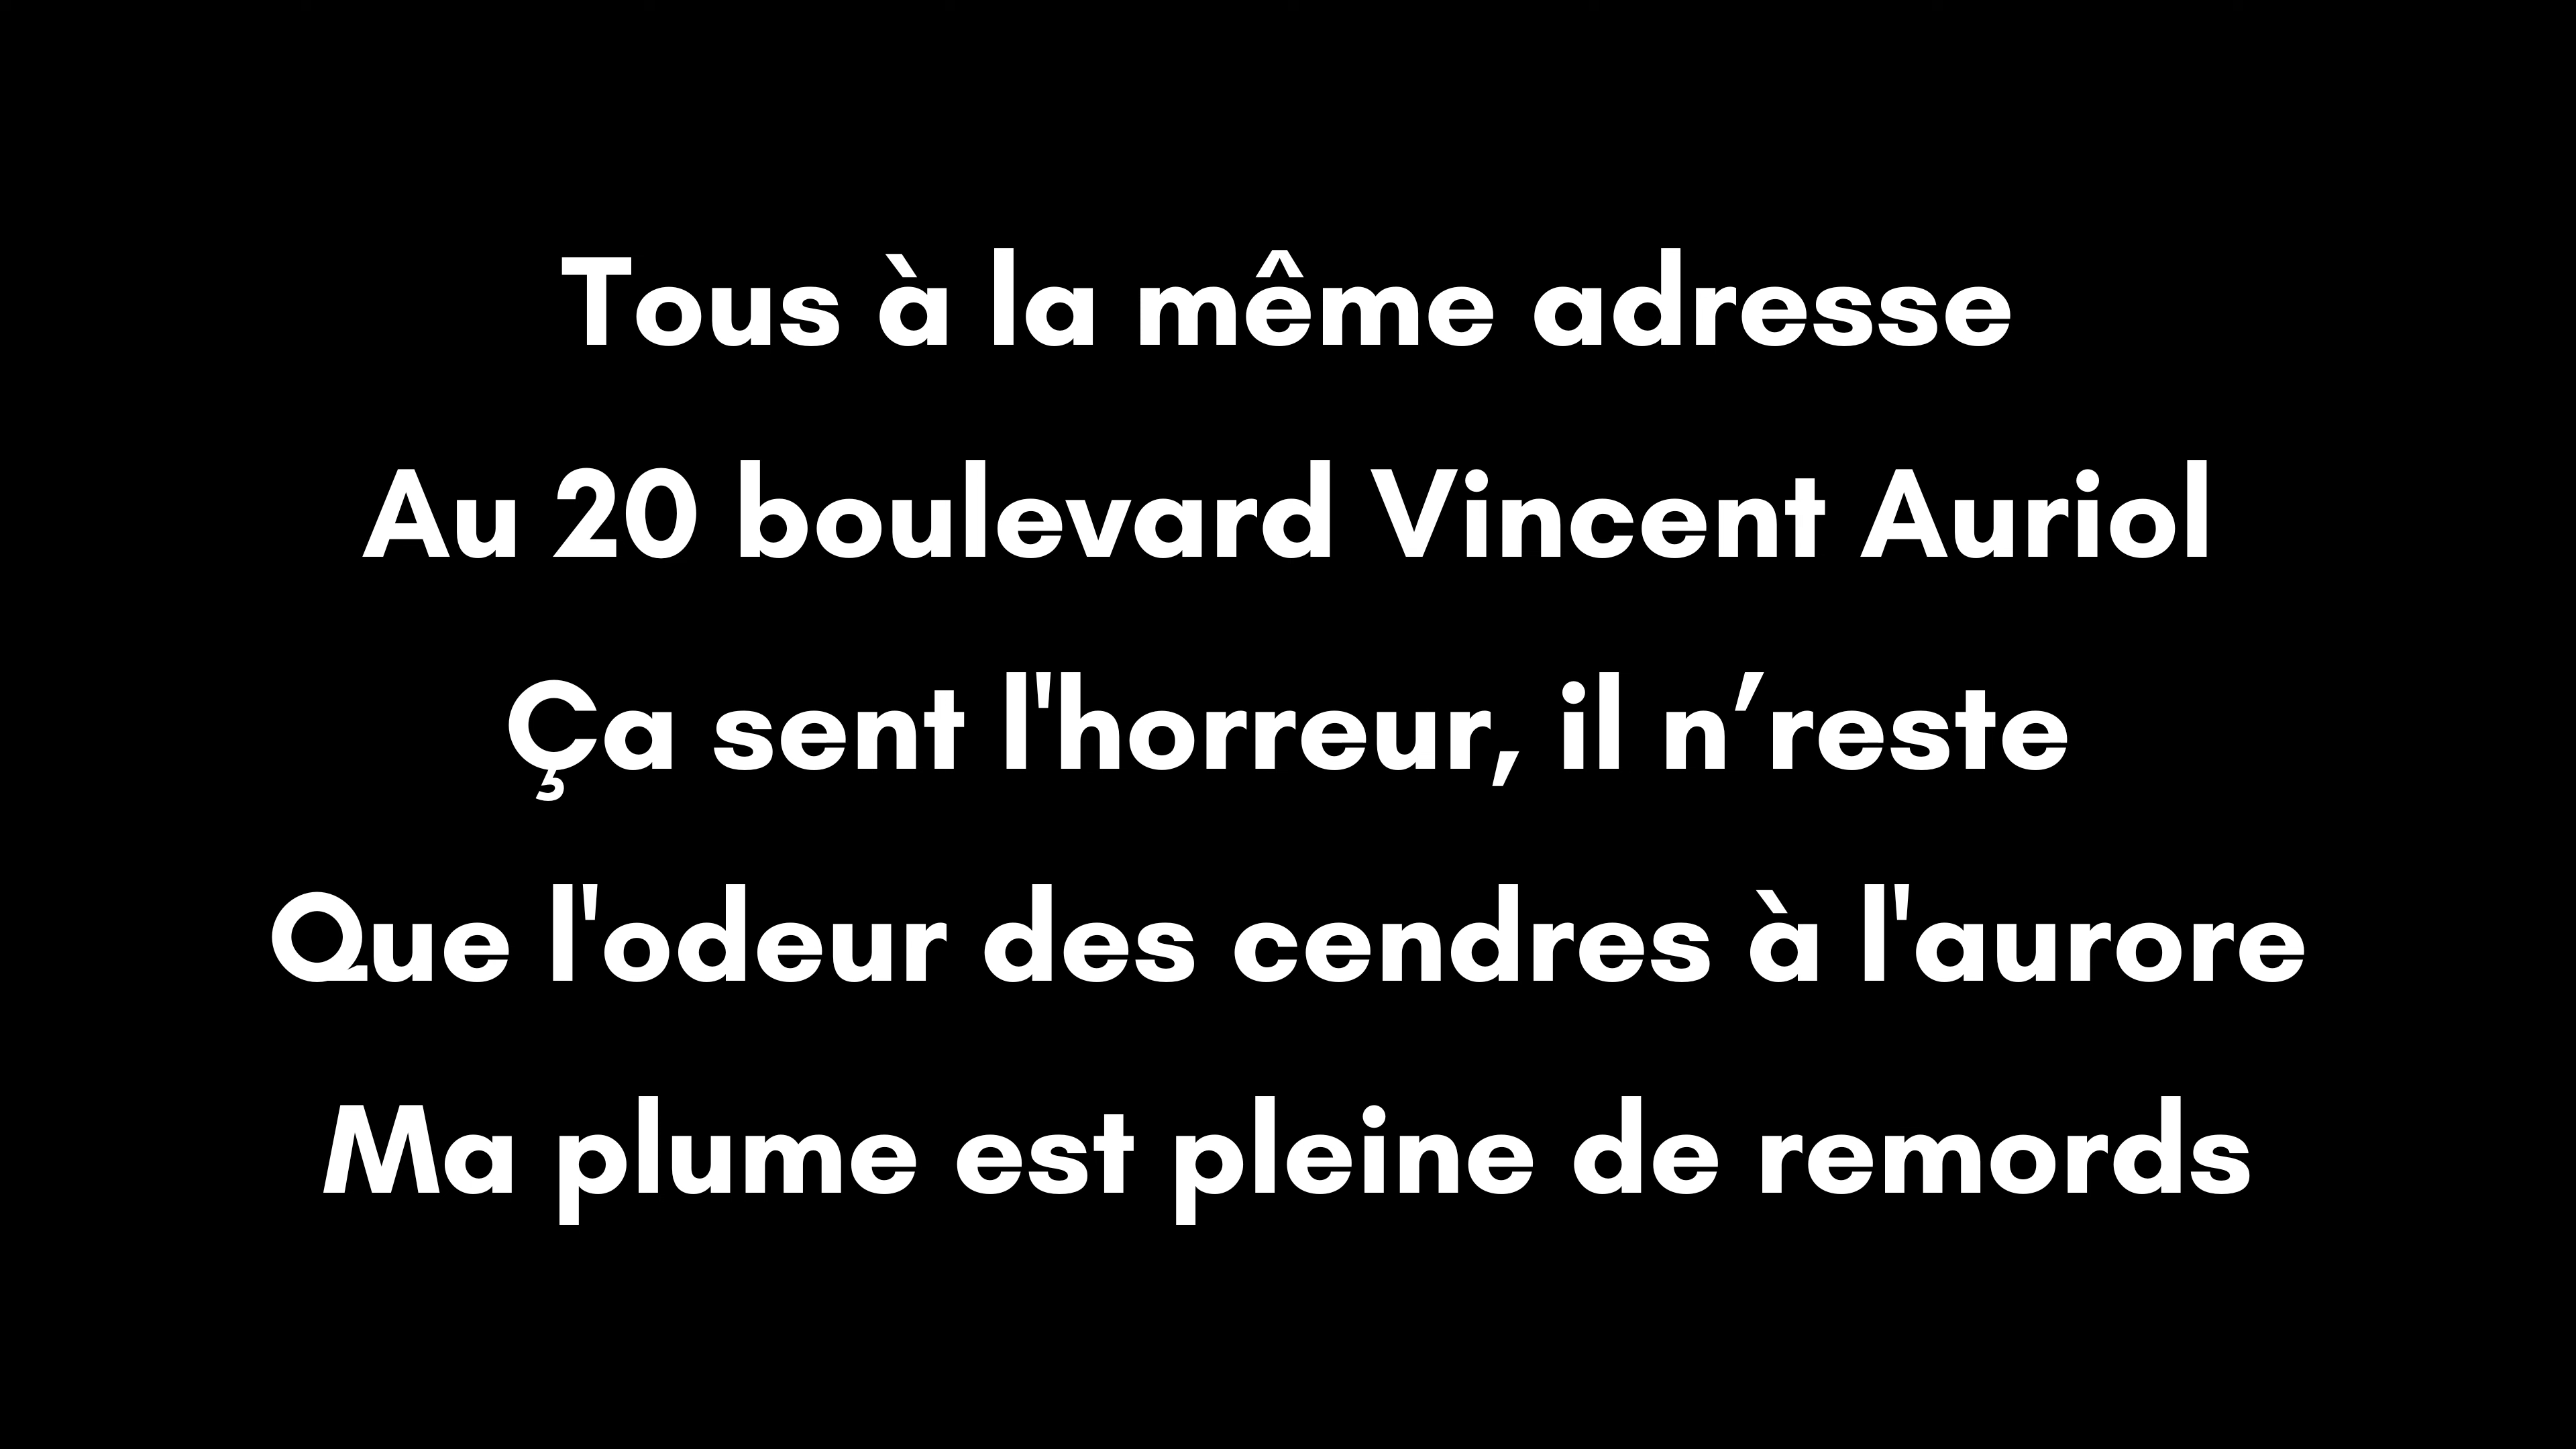 Tous à la même adresse
Au 20 boulevard Vincent Auriol
Ça sent l'horreur, il n’reste
Que l'odeur des cendres à l'aurore
Ma plume est pleine de remords